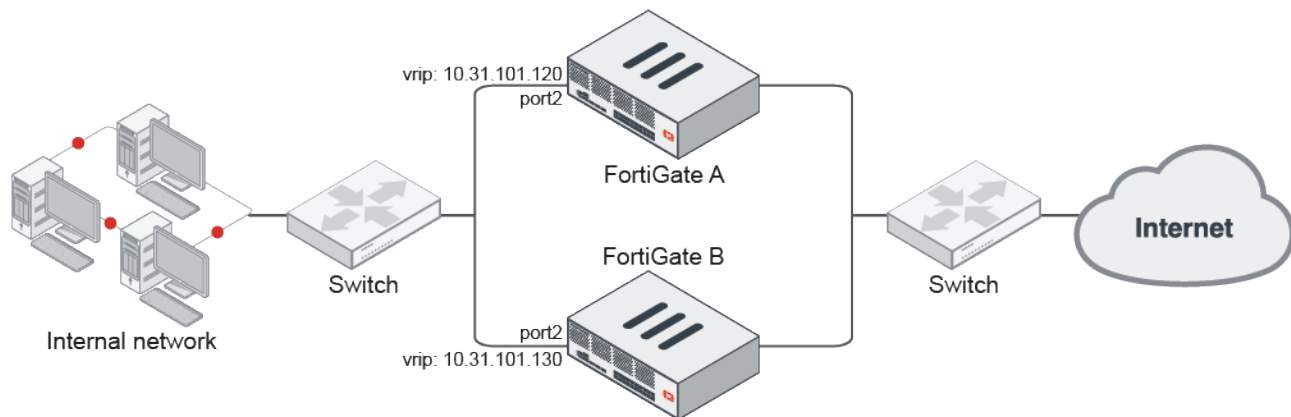 vrip: 10.31.101.120
port2
FortiGate A
Internal network
Switch
FortiGate B
port2
vrip: 10.31.101.130
Switch
Internet